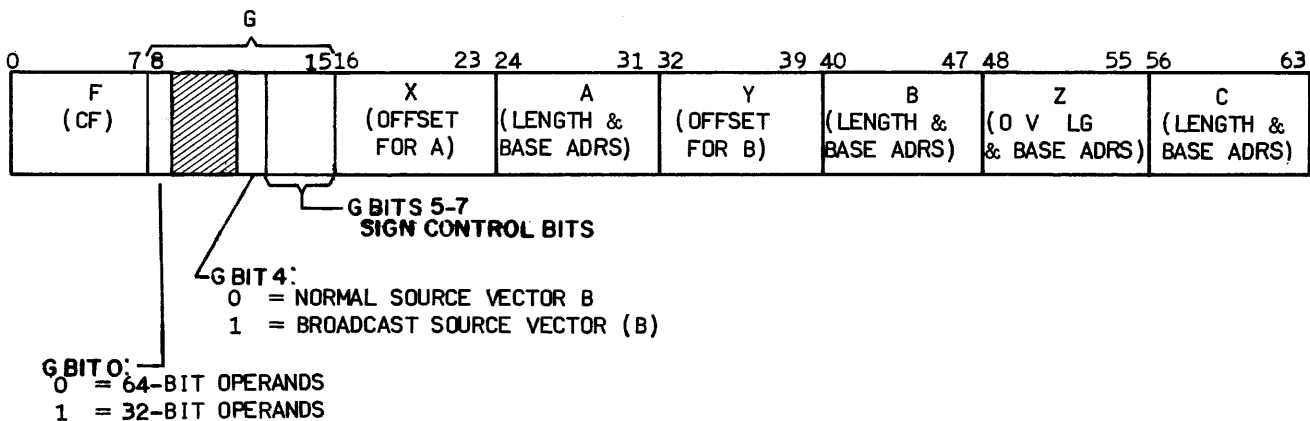 G
0 7 8 15 16 23 24 31 32 39 40 47 48 55 56 63
F X A Y B Z C
(CF) (OFFSET (LENGTH & (OFFSET (LENGTH & (O V LG (LENGTH &
FOR A) BASE ADRS) FOR B) BASE ADRS) & BASE ADRS) BASE ADRS)
G BITS 5-7
SIGN CONTROL BITS
G BIT 4:
0 = NORMAL SOURCE VECTOR B
1 = BROADCAST SOURCE VECTOR (B)
G BIT 0:
0 = 64-BIT OPERANDS
1 = 32-BIT OPERANDS